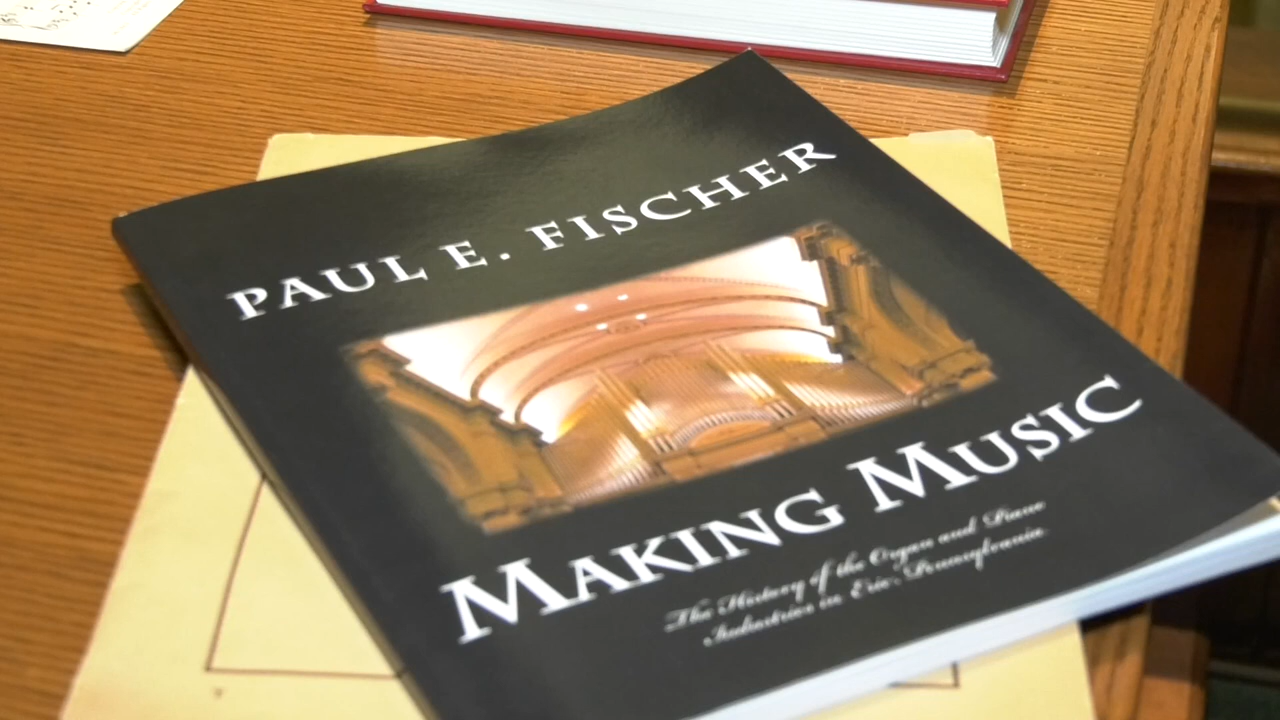 PAUL E. FISCHER
MAKING MUSIC
The History of the Organ and Piano
Industries in Erie, Pennsylvania